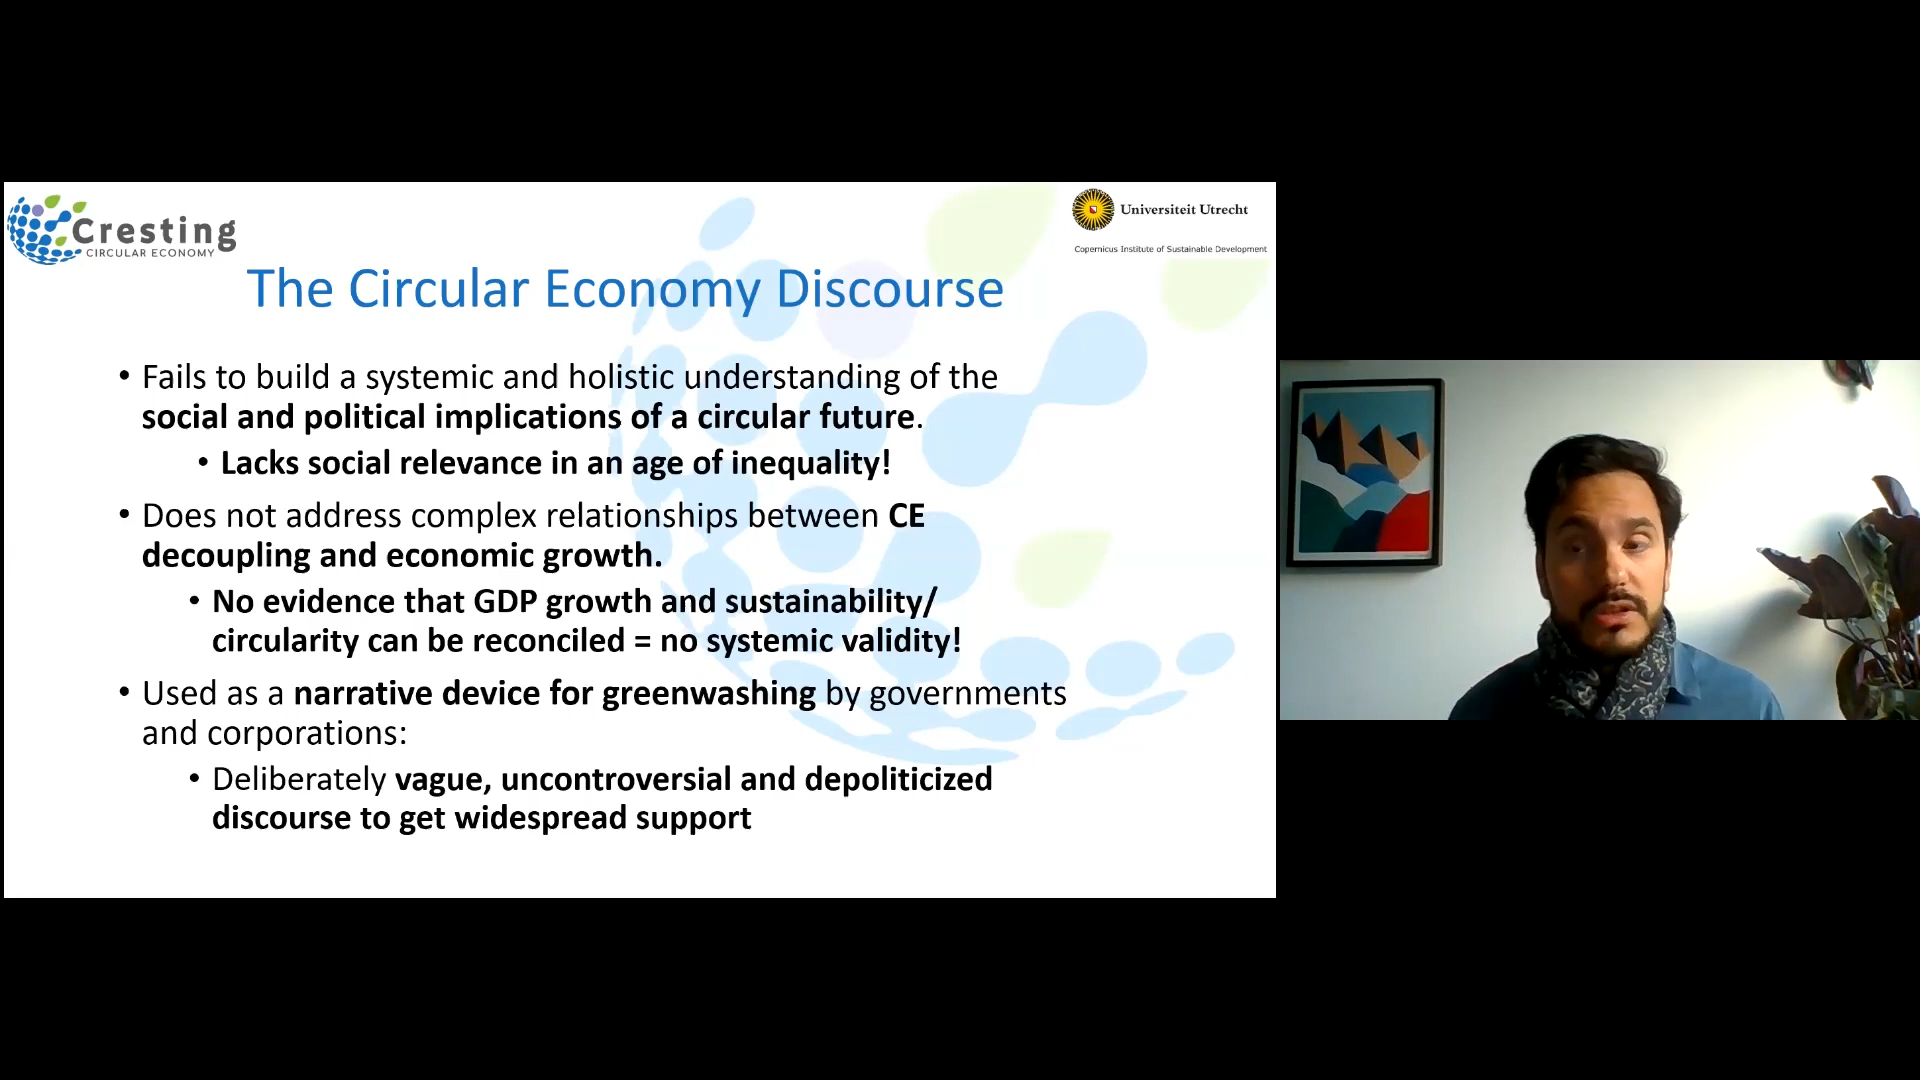 Cresting
CIRCULAR ECONOMY
Universiteit Utrecht
Copernicus Institute of Sustainable Development
The Circular Economy Discourse
• Fails to build a systemic and holistic understanding of the
social and political implications of a circular future.
• Lacks social relevance in an age of inequality!
• Does not address complex relationships between CE
decoupling and economic growth.
• No evidence that GDP growth and sustainability/
circularity can be reconciled = no systemic validity!
• Used as a narrative device for greenwashing by governments
and corporations:
• Deliberately vague, uncontroversial and depoliticized
discourse to get widespread support